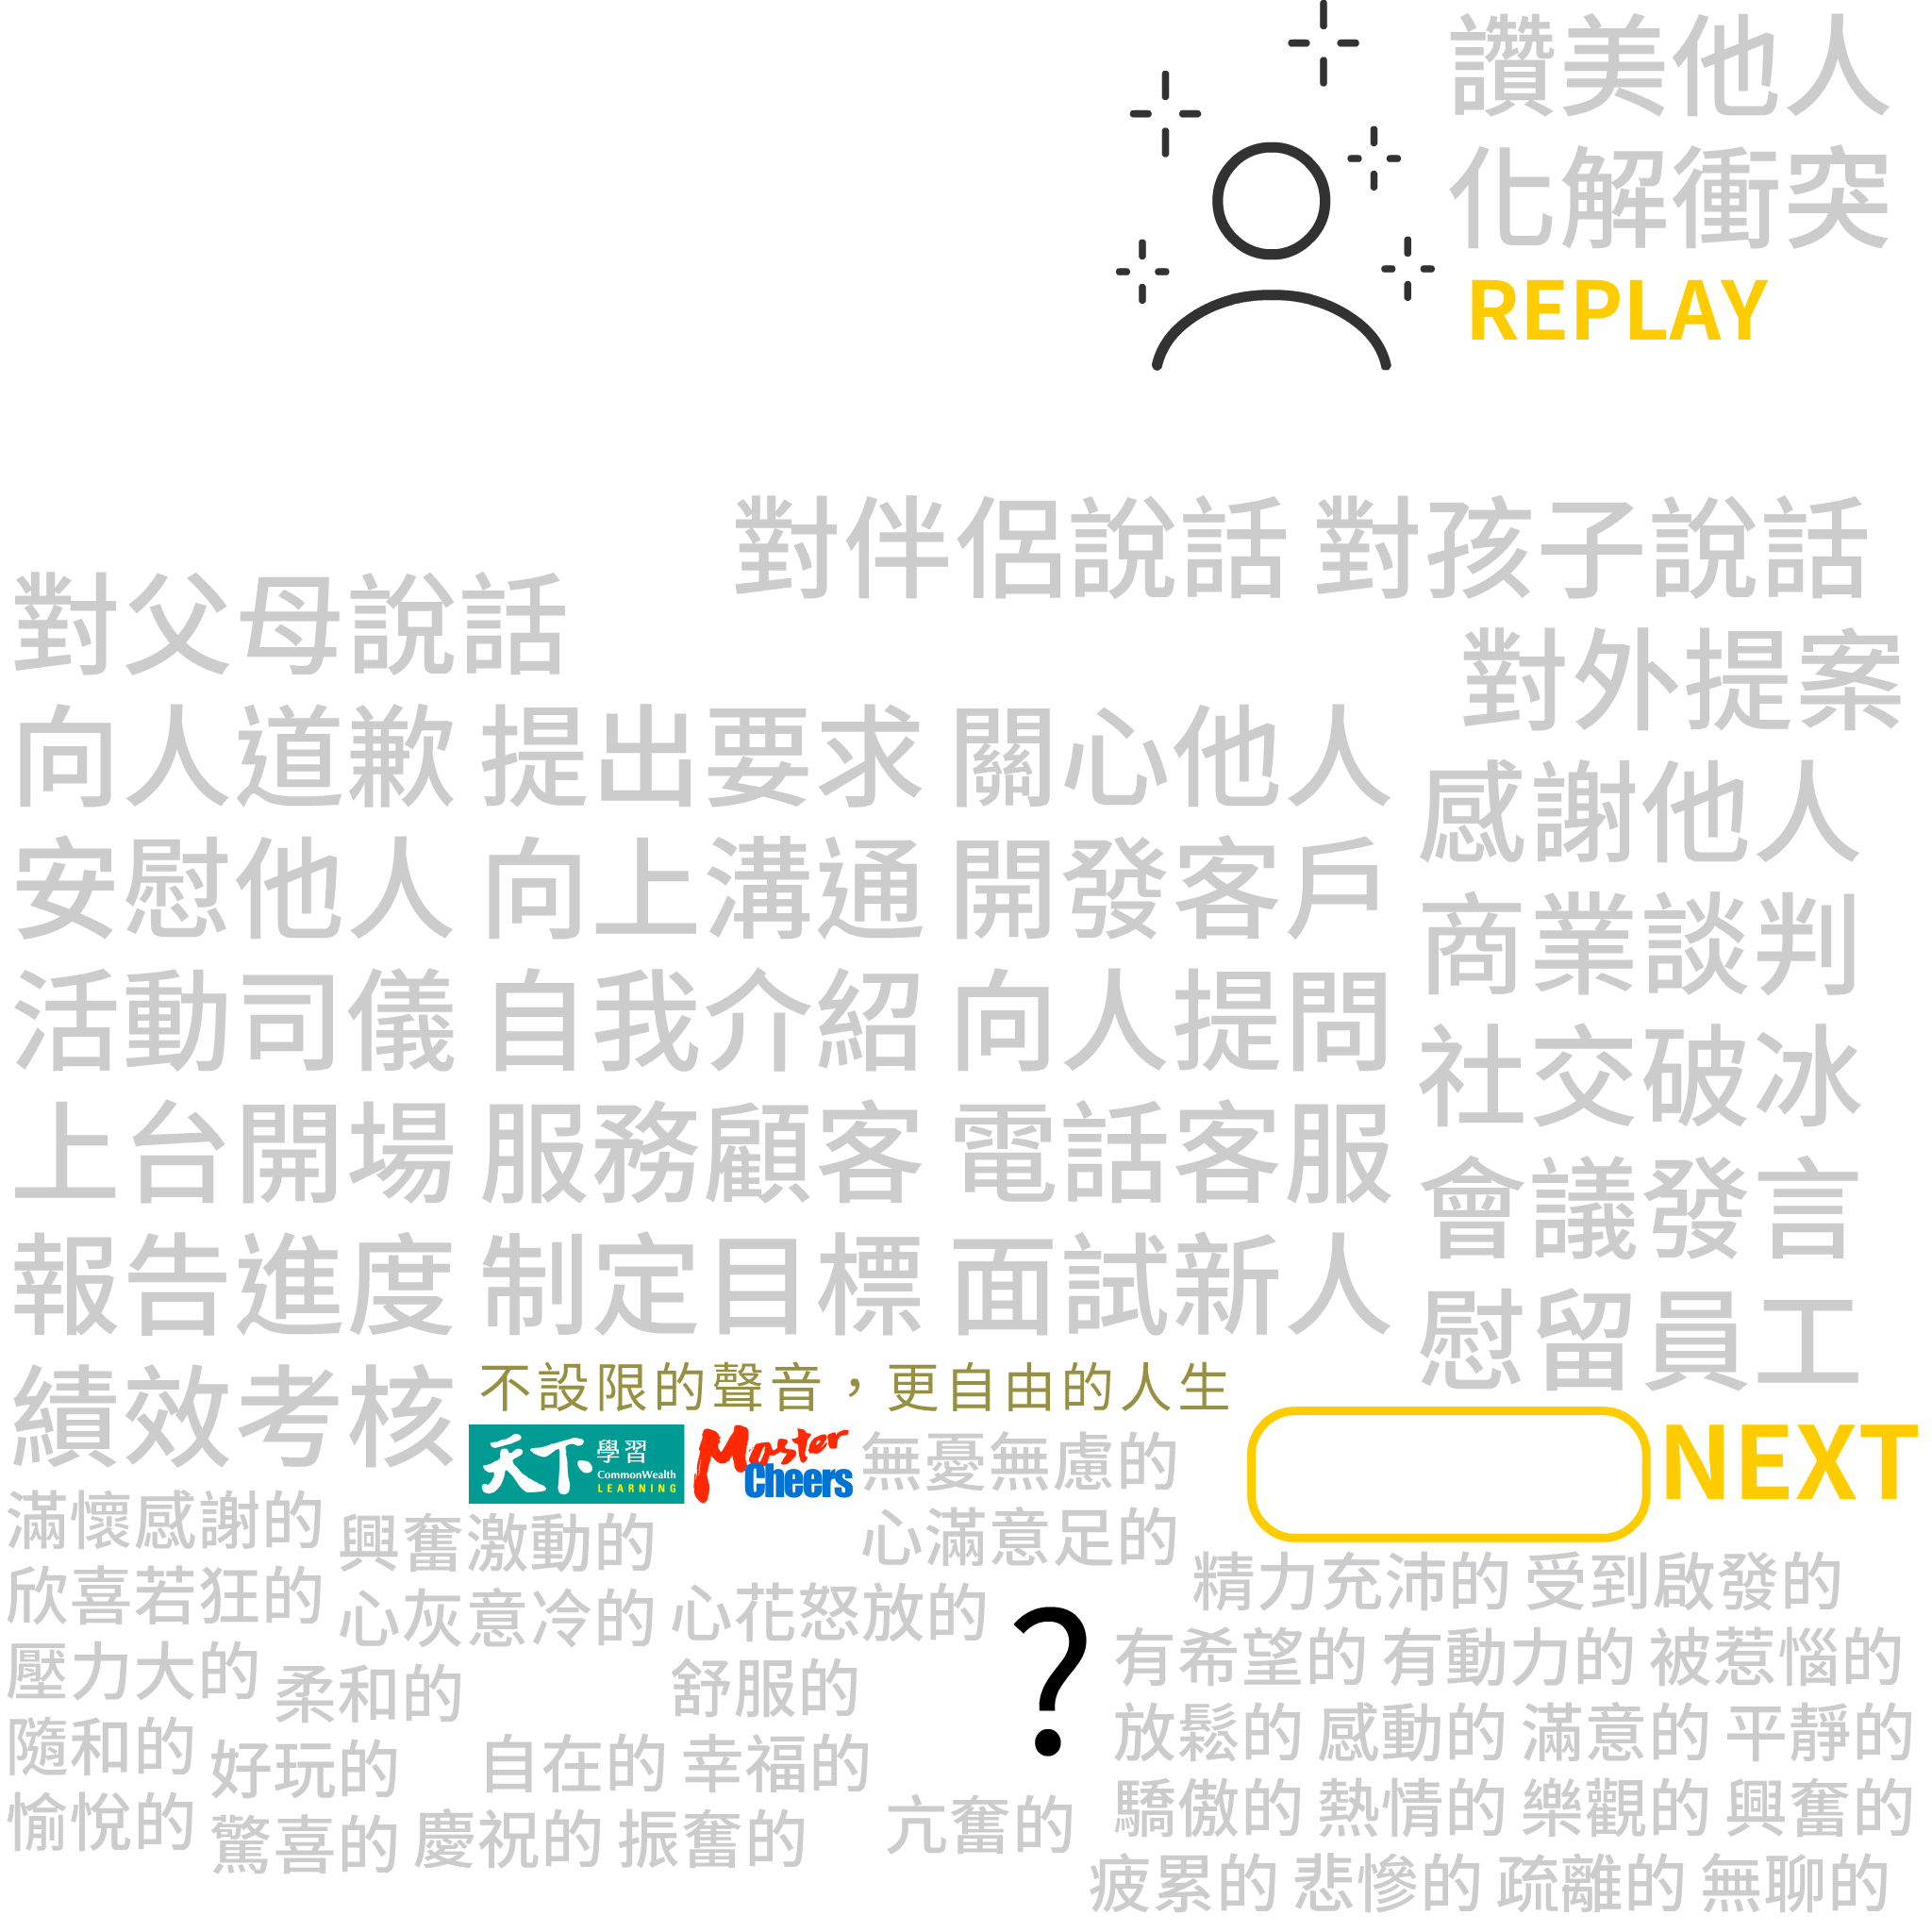 讚美他人
化解衝突
REPLAY
對伴侶說話 對孩子說話
對父母說話
對外提案
向人道歉 提出要求 關心他人
感謝他人
安慰他人 向上溝通 開發客戶
商業談判
活動司儀 自我介紹 向人提問
社交破冰
上台開場 服務顧客 電話客服
會議發言
報告進度 制定目標 面試新人
慰留員工
績效考核
不設限的聲音，更自由的人生
天下 學習
CommonWealth
LEARNING
Master
Cheers
NEXT
無憂無慮的
滿懷感謝的
興奮激動的
心滿意足的
精力充沛的 受到啟發的
欣喜若狂的
心灰意冷的 心花怒放的
有希望的 有動力的 被惹惱的
壓力大的
柔和的
舒服的
?
放鬆的 感動的 滿意的 平靜的
隨和的
好玩的
自在的 幸福的
驕傲的 熱情的 樂觀的 興奮的
愉悅的
驚喜的 慶祝的 振奮的
亢奮的
疲累的 悲慘的 疏離的 無聊的